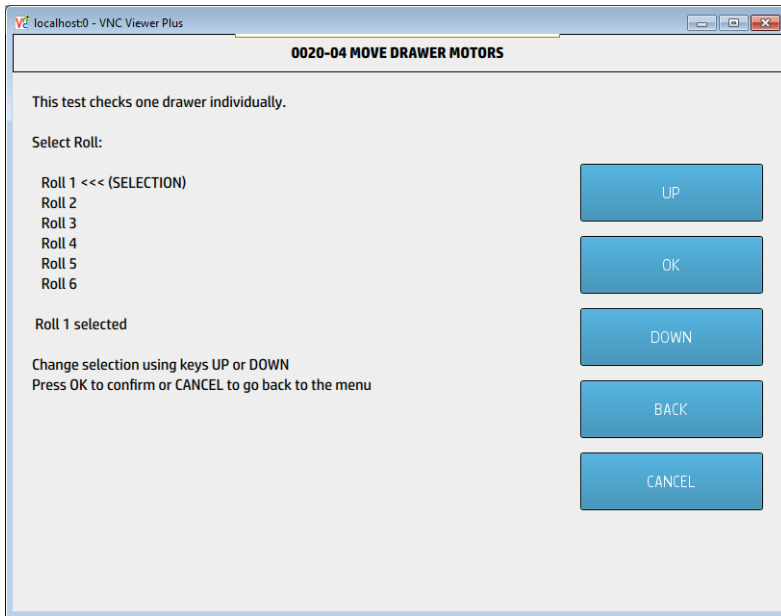 localhost:0 - VNC Viewer Plus
0020-04 MOVE DRAWER MOTORS
This test checks one drawer individually.
Select Roll:
Roll 1 <<< (SELECTION)
Roll 2
Roll 3
Roll 4
Roll 5
Roll 6
Roll 1 selected
Change selection using keys UP or DOWN
Press OK to confirm or CANCEL to go back to the menu
UP
OK
DOWN
BACK
CANCEL